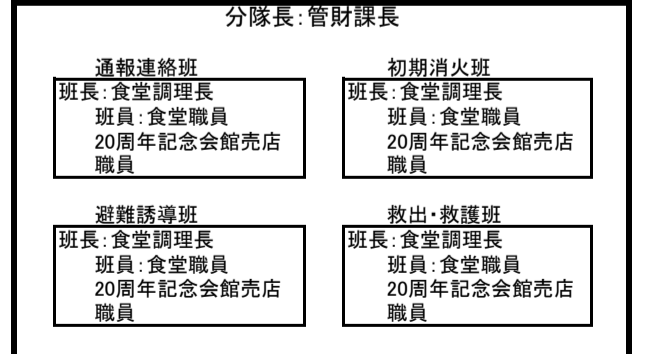 分隊長：管財課長
通報連絡班
班長：食堂調理長
班員：食堂職員
20周年記念会館売店
職員
初期消火班
班長：食堂調理長
班員：食堂職員
20周年記念会館売店
職員
避難誘導班
班長：食堂調理長
班員：食堂職員
20周年記念会館売店
職員
救出・救護班
班長：食堂調理長
班員：食堂職員
20周年記念会館売店
職員